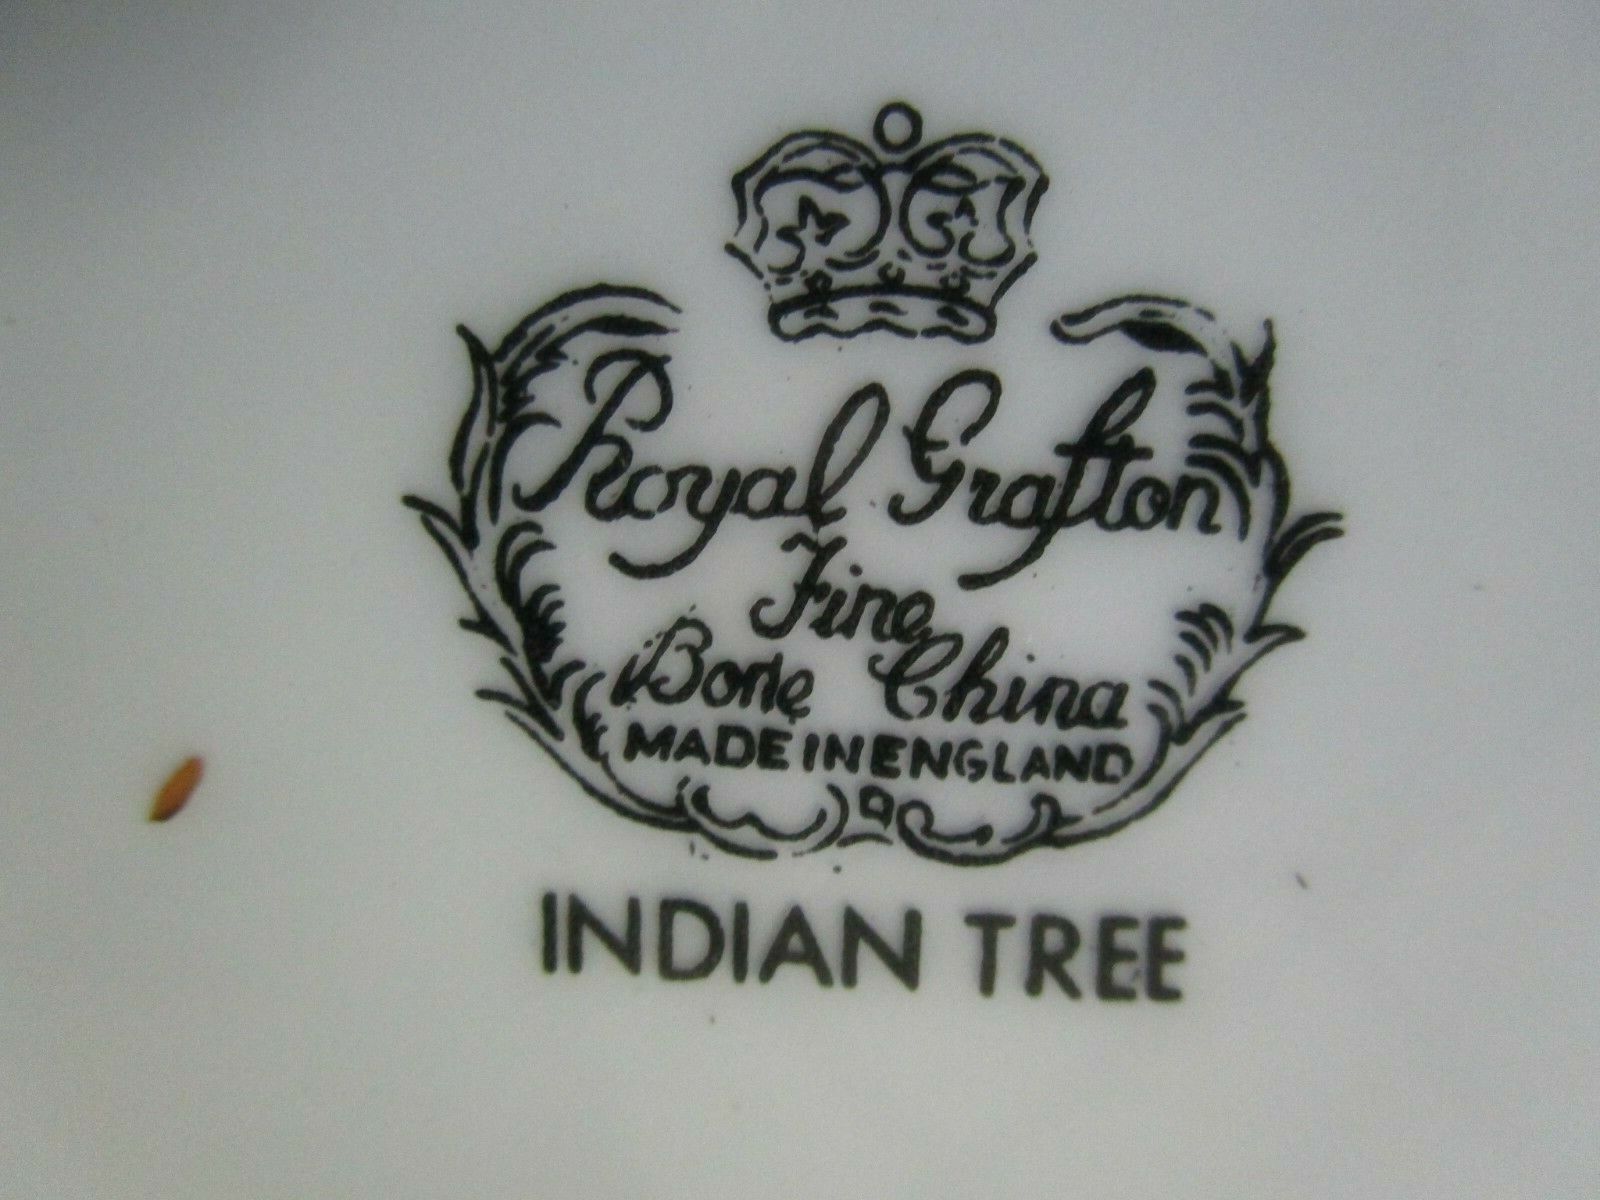 Royal Grafton
Fine
Bone China
MADE IN ENGLAND
INDIAN TREE